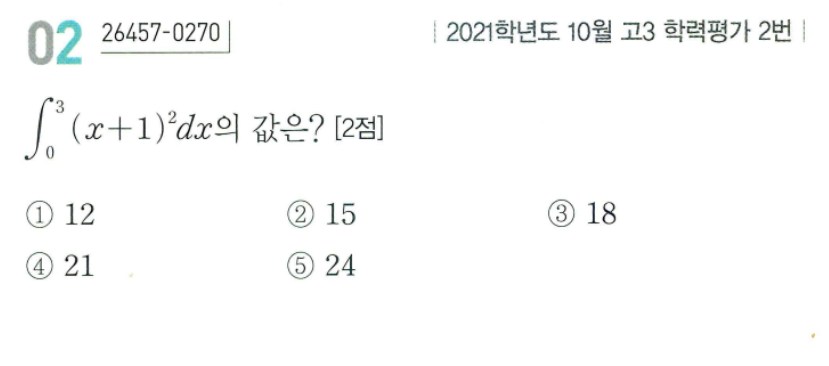 02 26457-0270 | 2021학년도 10월 고3 학력평가 2번 |
∫₀³(x+1)²dx의 값은? [2점]
① 12 ② 15 ③ 18
④ 21 ⑤ 24